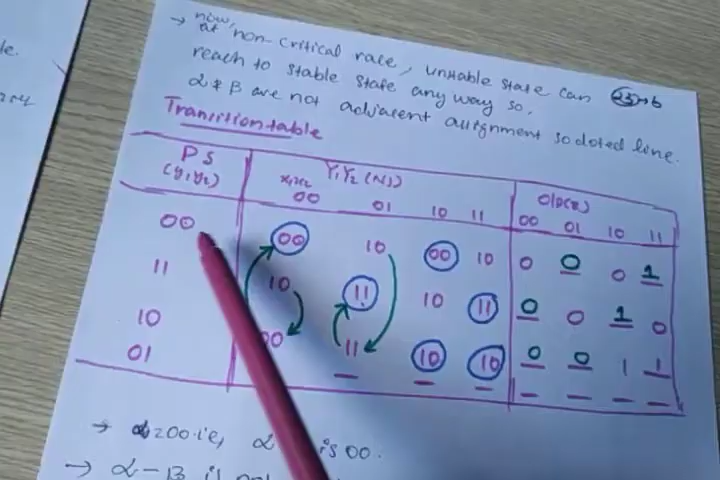 → now, at non-critical race, unstable state can
reach to stable state any way so,
α & β are not adjacent assignment so doted line.
Transition table
PS Y₁Y₂ (N.S) O/P(Z)
(y₁y₂) x₁x₂ 00 01 10 11 00 01 10 11
00 00 10 00 10 0 0 0 1
11 10 11 10 11 0 0 1 0
10 00 11 10 10 0 0 1 1
01 — — — — — — —
→ α=00 i.e, α is 00.
→ α – B is